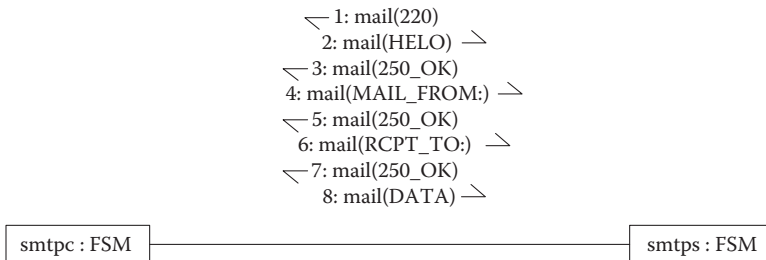 1: mail(220)
2: mail(HELO)
3: mail(250_OK)
4: mail(MAIL_FROM:)
5: mail(250_OK)
6: mail(RCPT_TO:)
7: mail(250_OK)
8: mail(DATA)
smtpc : FSM
smtps : FSM